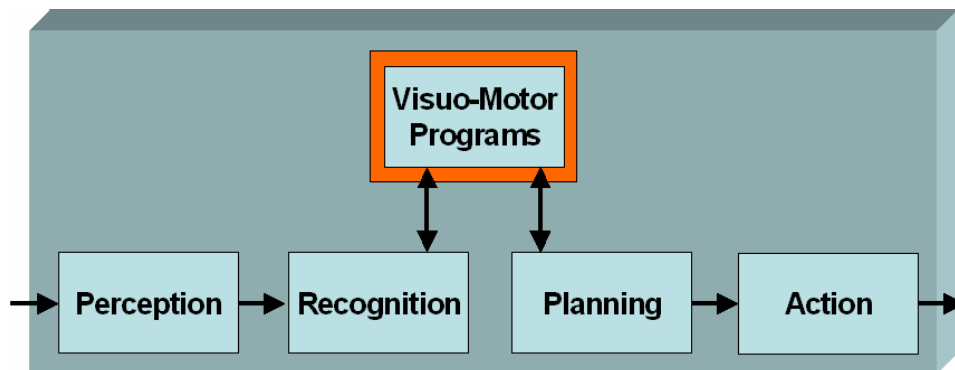 Visuo-Motor
Programs
Perception
Recognition
Planning
Action